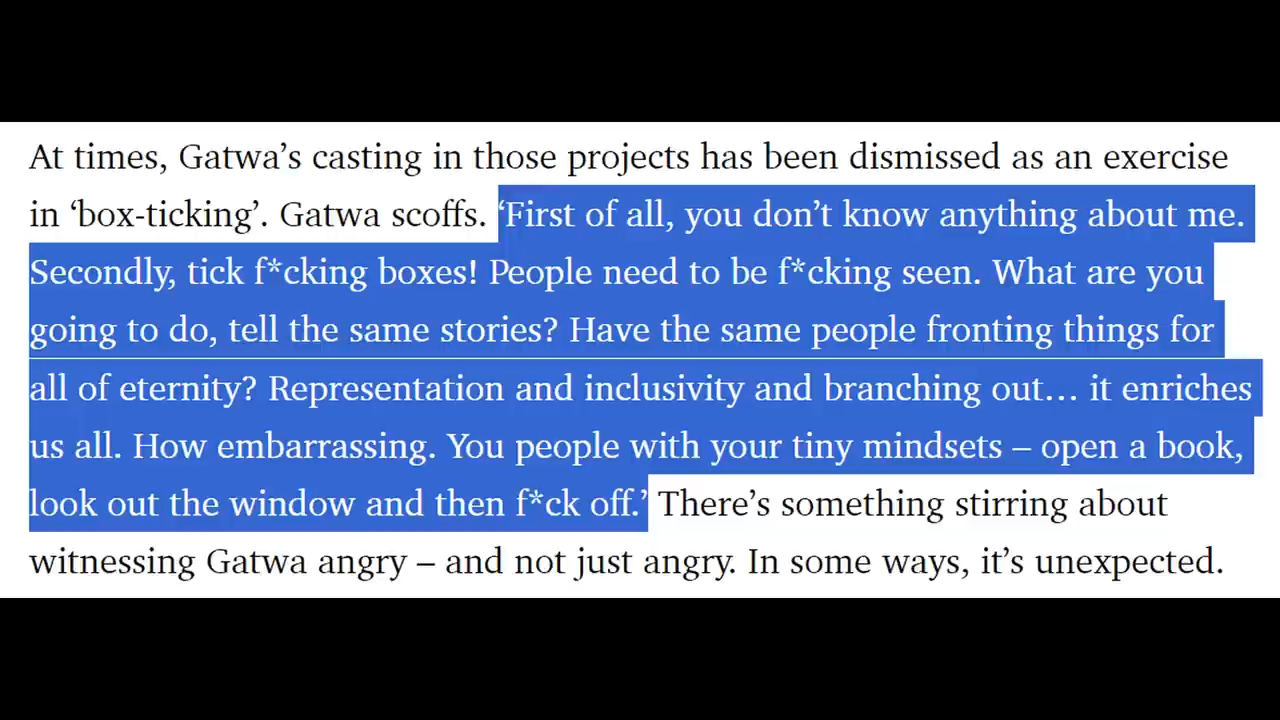 At times, Gatwa’s casting in those projects has been dismissed as an exercise
in ‘box-ticking’. Gatwa scoffs. ‘First of all, you don’t know anything about me.
Secondly, tick f*cking boxes! People need to be f*cking seen. What are you
going to do, tell the same stories? Have the same people fronting things for
all of eternity? Representation and inclusivity and branching out… it enriches
us all. How embarrassing. You people with your tiny mindsets – open a book,
look out the window and then f*ck off.’ There’s something stirring about
witnessing Gatwa angry – and not just angry. In some ways, it’s unexpected.